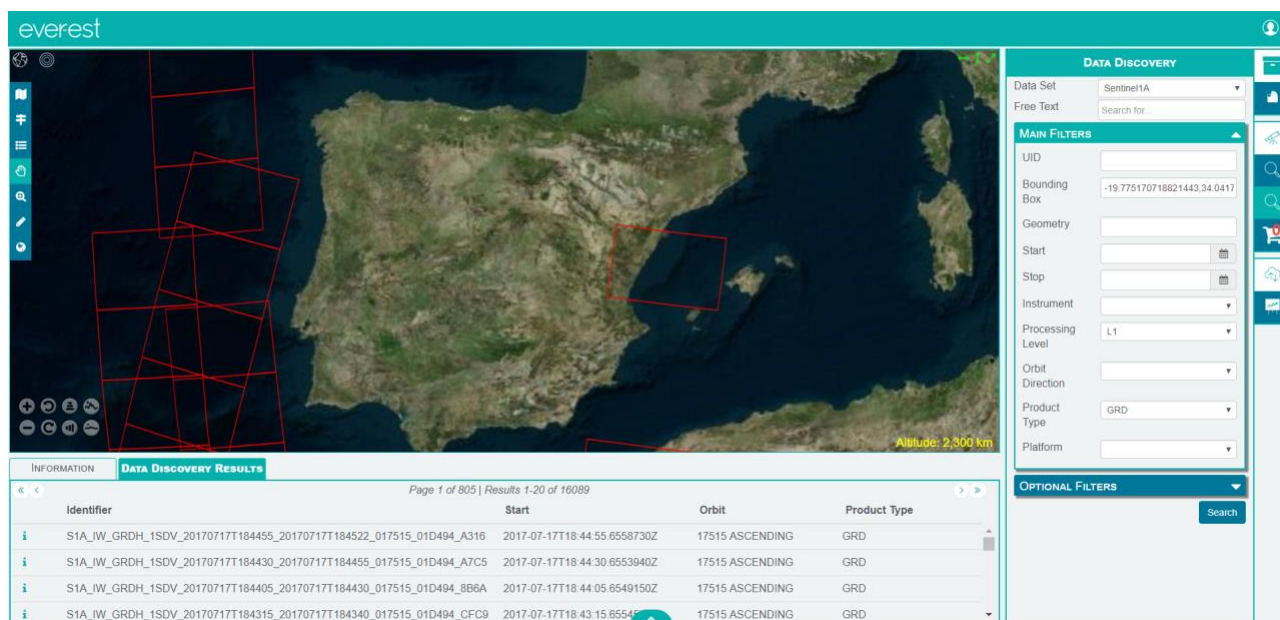 everest
DATA DISCOVERY
Data Set
Sentinel1A
Free Text
Search for...
MAIN FILTERS
UID
Bounding Box
-19.775170718821443,34.0417
Geometry
Start
Stop
Instrument
Processing Level
L1
Orbit Direction
Product Type
GRD
Platform
OPTIONAL FILTERS
Search
0
Altitude: 2,300 km
INFORMATION
DATA DISCOVERY RESULTS
« ‹ Page 1 of 805 | Results 1-20 of 16089 › »
Identifier Start Orbit Product Type
i S1A_IW_GRDH_1SDV_20170717T184455_20170717T184522_017515_01D494_A316 2017-07-17T18:44:55.6558730Z 17515 ASCENDING GRD
i S1A_IW_GRDH_1SDV_20170717T184430_20170717T184455_017515_01D494_A7C5 2017-07-17T18:44:30.6553940Z 17515 ASCENDING GRD
i S1A_IW_GRDH_1SDV_20170717T184405_20170717T184430_017515_01D494_8B6A 2017-07-17T18:44:05.6549150Z 17515 ASCENDING GRD
i S1A_IW_GRDH_1SDV_20170717T184315_20170717T184340_017515_01D494_CFC9 17515 ASCENDING GRD